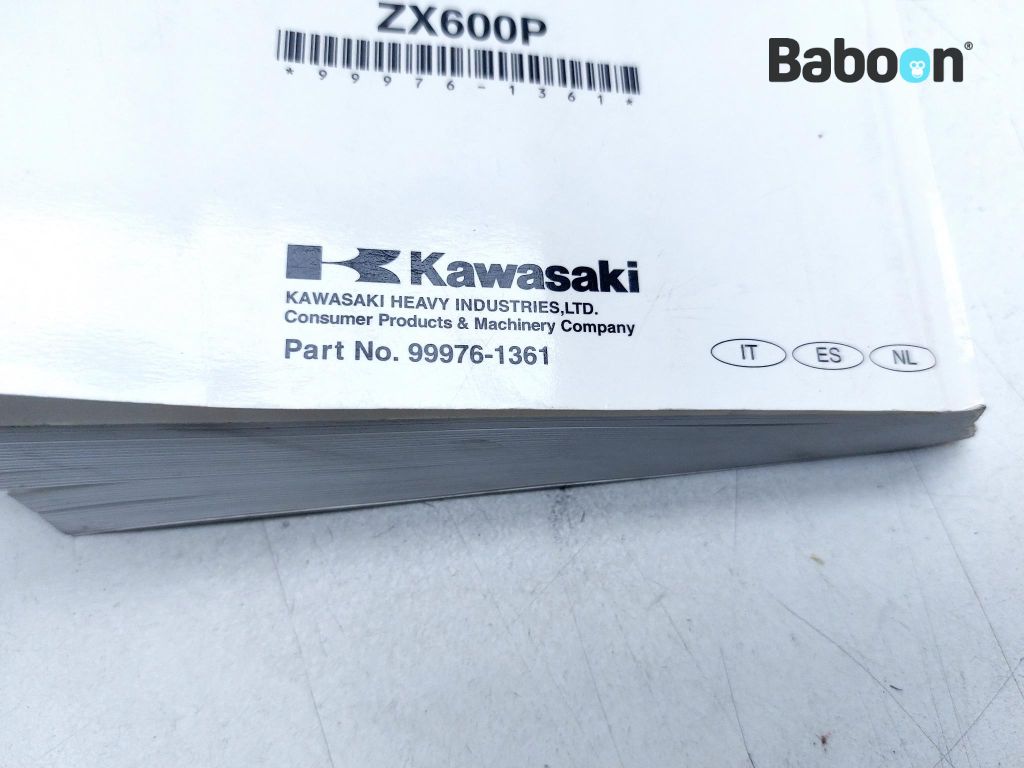 ZX600P
*99976-1361*
Baboon®
Kawasaki
KAWASAKI HEAVY INDUSTRIES,LTD.
Consumer Products & Machinery Company
Part No. 99976-1361
IT ES NL